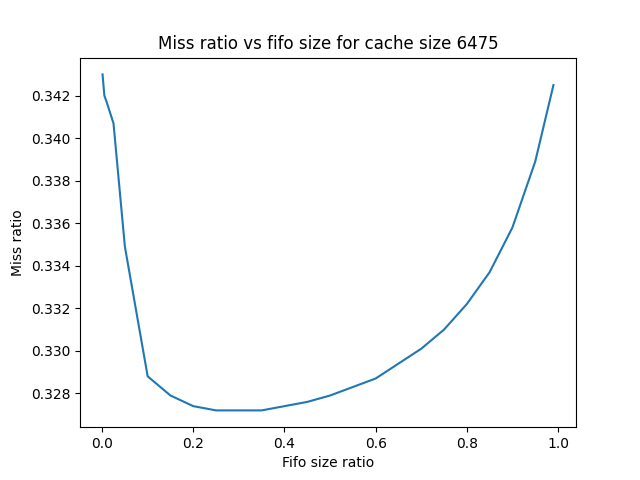 Miss ratio vs fifo size for cache size 6475
0.342
0.340
0.338
0.336
0.334
0.332
0.330
0.328
Miss ratio
0.0 0.2 0.4 0.6 0.8 1.0
Fifo size ratio